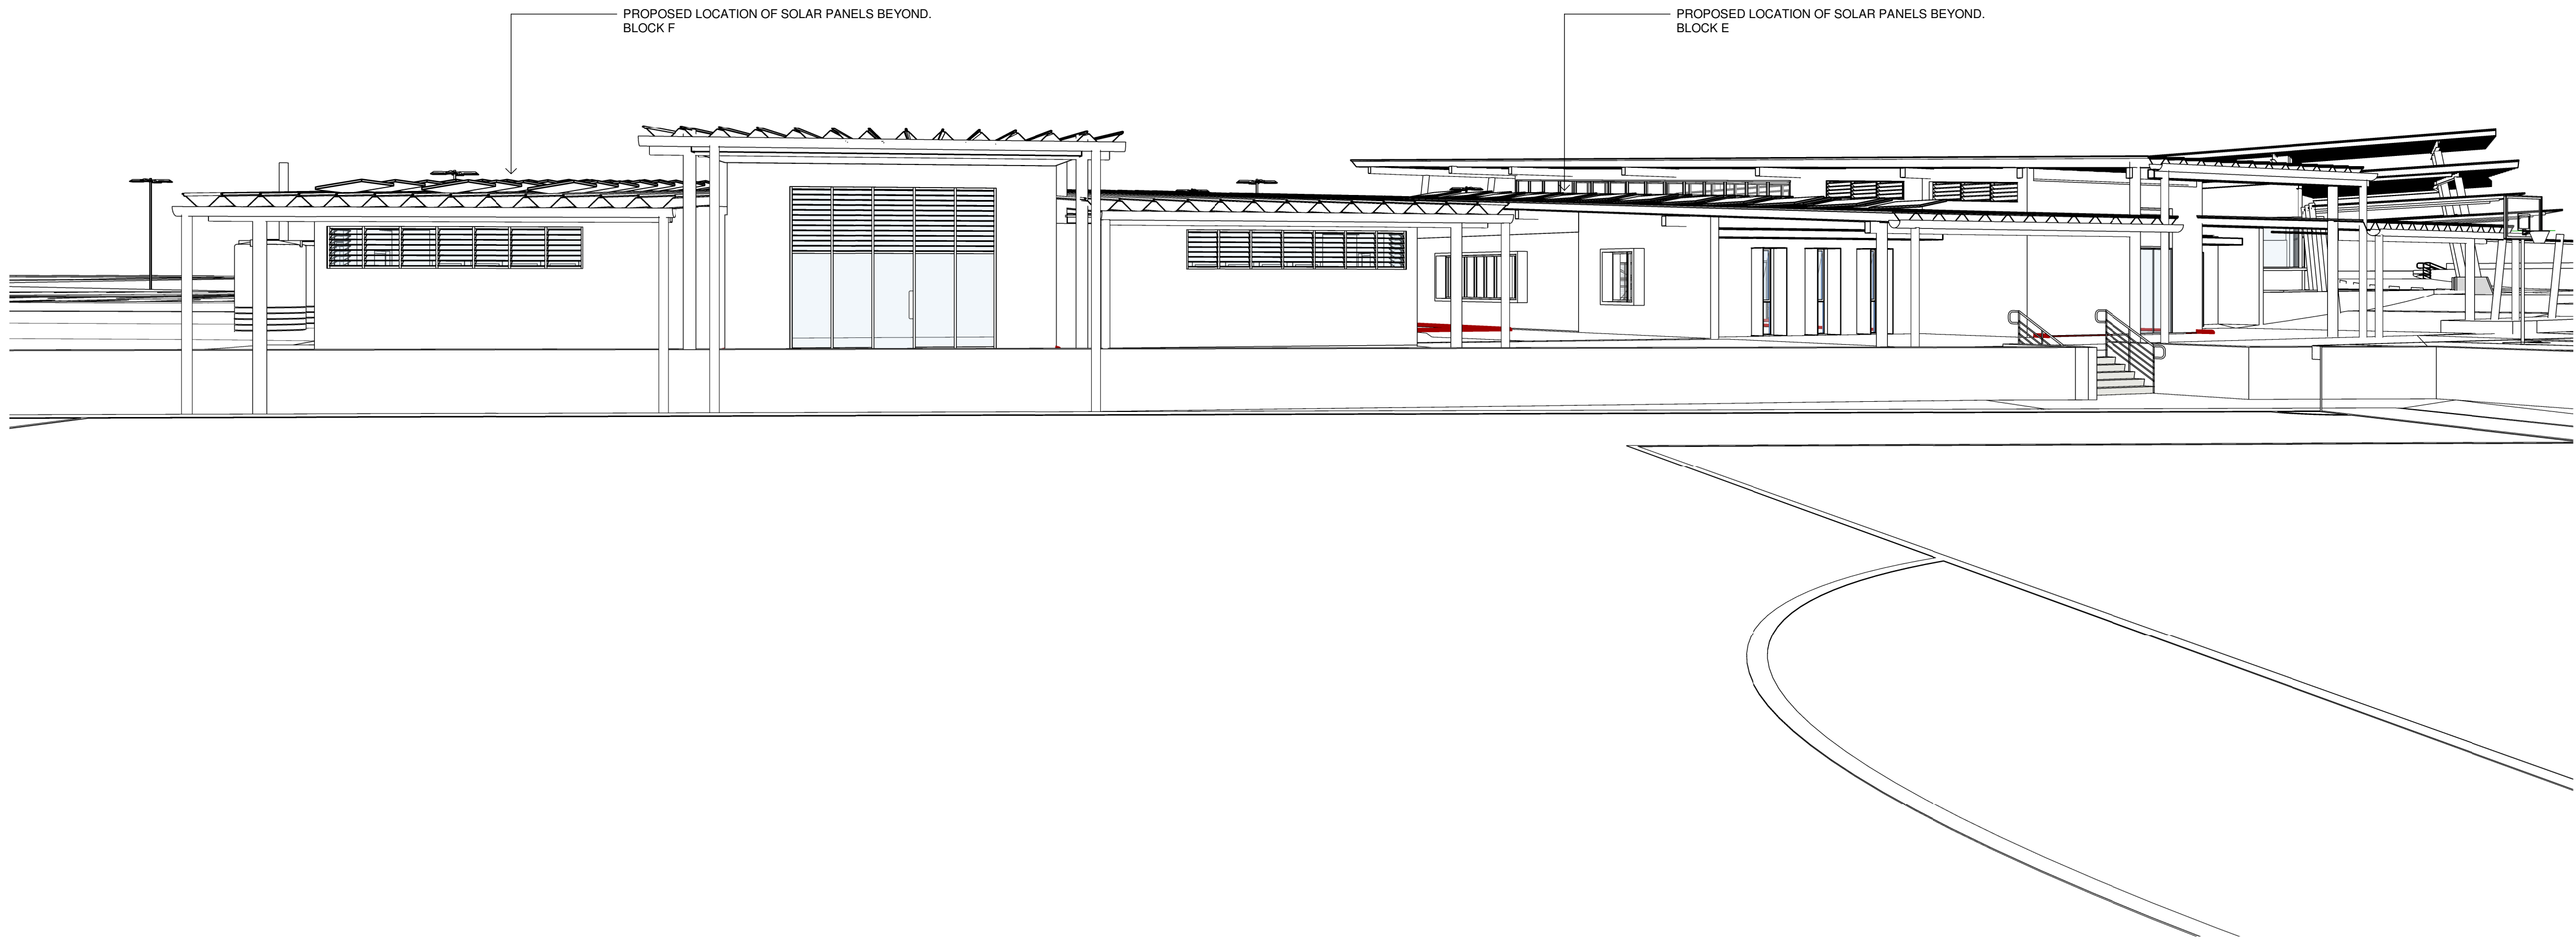 PROPOSED LOCATION OF SOLAR PANELS BEYOND.
BLOCK F
PROPOSED LOCATION OF SOLAR PANELS BEYOND.
BLOCK E